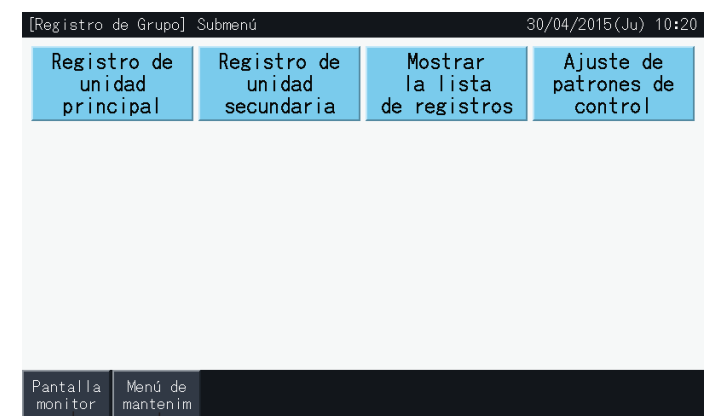 [Registro de Grupo] Submenú 30/04/2015(Ju) 10:20
Registro de
unidad
principal
Registro de
unidad
secundaria
Mostrar
la lista
de registros
Ajuste de
patrones de
control
Pantalla
monitor
Menú de
mantenim